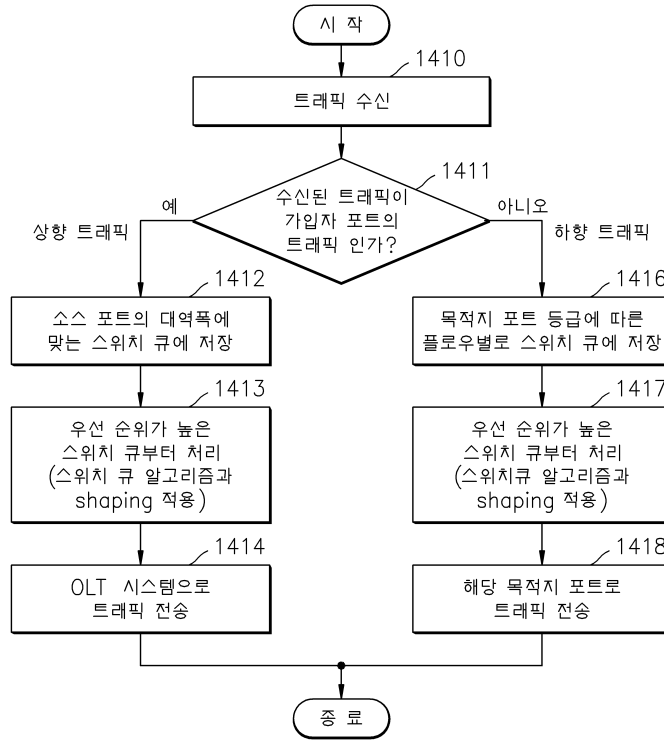 시 작
1410
트래픽 수신
1411
수신된 트래픽이
가입자 포트의
트래픽 인가?
예
아니오
상향 트래픽
하향 트래픽
1412
소스 포트의 대역폭에
맞는 스위치 큐에 저장
1416
목적지 포트 등급에 따른
플로우별로 스위치 큐에 저장
1413
우선 순위가 높은
스위치 큐부터 처리
(스위치 큐 알고리즘과
shaping 적용)
1417
우선 순위가 높은
스위치 큐부터 처리
(스위치큐 알고리즘과
shaping 적용)
1414
OLT 시스템으로
트래픽 전송
1418
해당 목적지 포트로
트래픽 전송
종 료